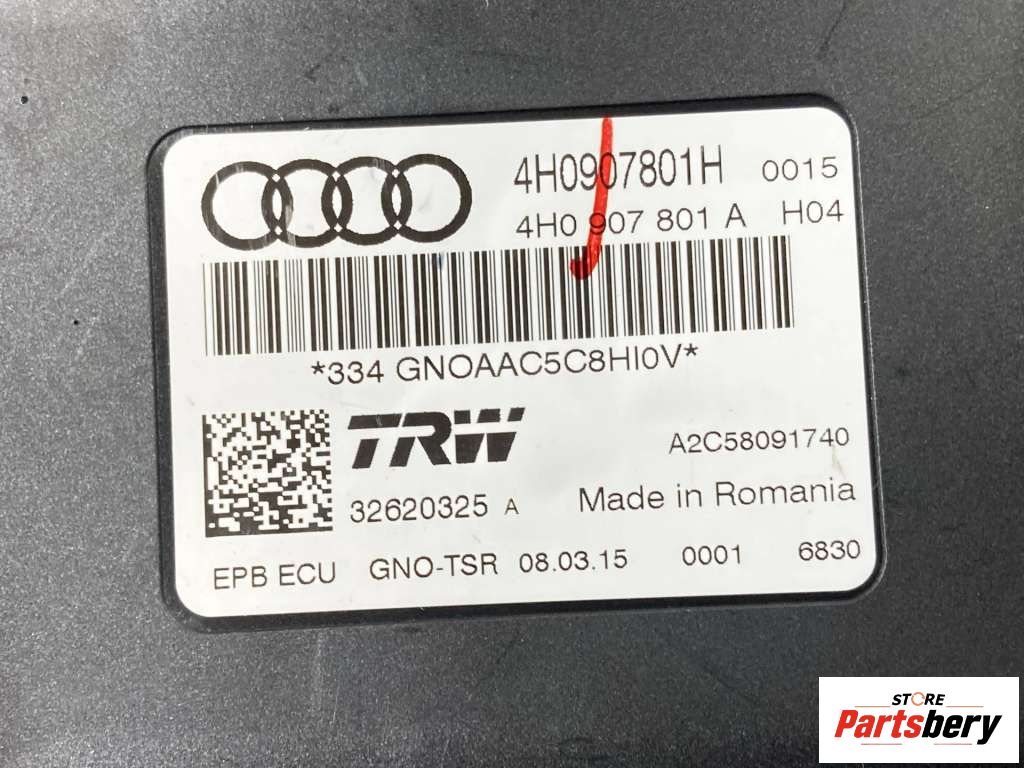 4H0907801H 0015
4H0 907 801 A H04
*334 GNOAAC5C8HI0V*
TRW
A2C58091740
32620325 A Made in Romania
EPB ECU GNO-TSR 08.03.15 0001 6830
STORE
Partsbery